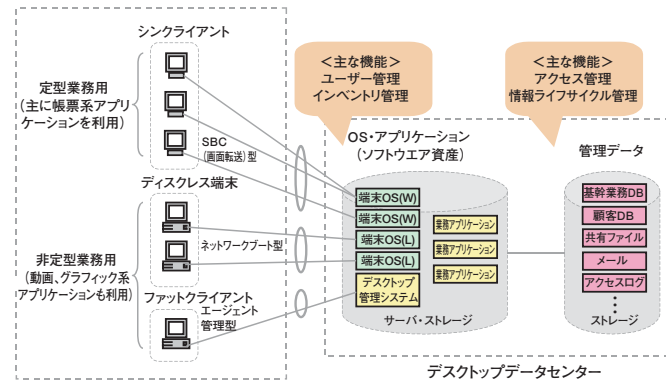 シンクライアント
定型業務用
(主に帳票系アプリ
ケーションを利用)
SBC
(画面転送)型
ディスクレス端末
ネットワークブート型
非定型業務用
(動画、グラフィック系
アプリケーションも利用)
ファットクライアント
エージェント
管理型
<主な機能>
ユーザー管理
インベントリ管理
<主な機能>
アクセス管理
情報ライフサイクル管理
OS・アプリケーション
(ソフトウエア資産)
端末OS(W)
端末OS(W)
端末OS(L)
端末OS(L)
デスクトップ
管理システム
業務アプリケーション
業務アプリケーション
業務アプリケーション
サーバ・ストレージ
管理データ
基幹業務DB
顧客DB
共有ファイル
メール
アクセスログ
⋮
ストレージ
デスクトップデータセンター